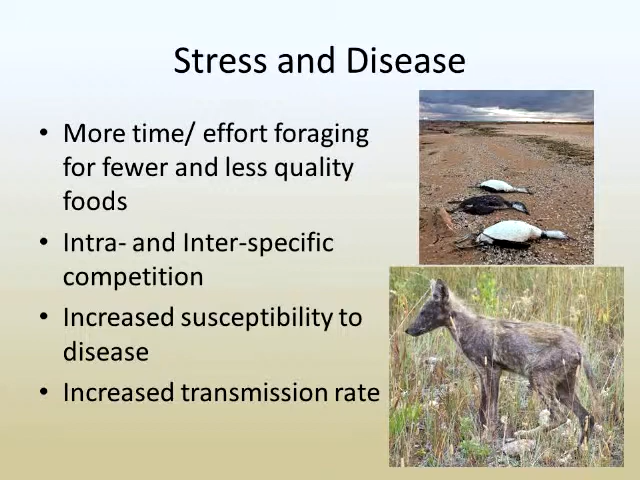 Stress and Disease
• More time/ effort foraging
for fewer and less quality
foods
• Intra- and Inter-specific
competition
• Increased susceptibility to
disease
• Increased transmission rate